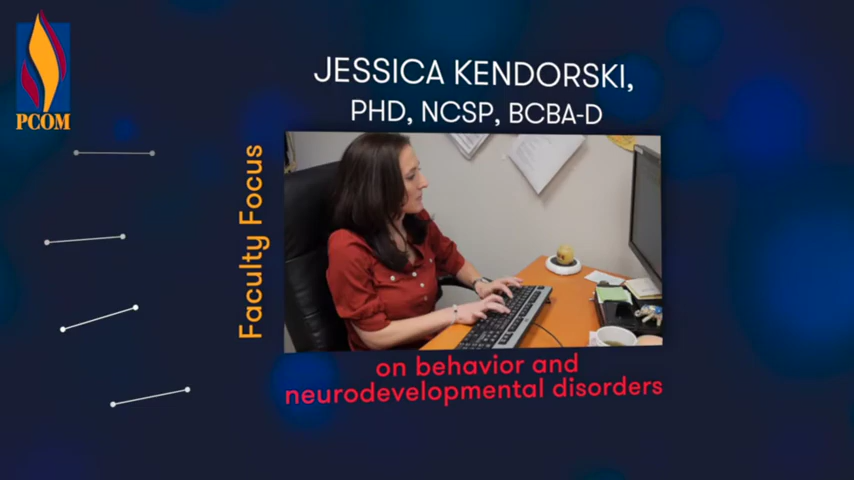 PCOM
JESSICA KENDORSKI,
PHD, NCSP, BCBA-D
Faculty Focus
on behavior and
neurodevelopmental disorders